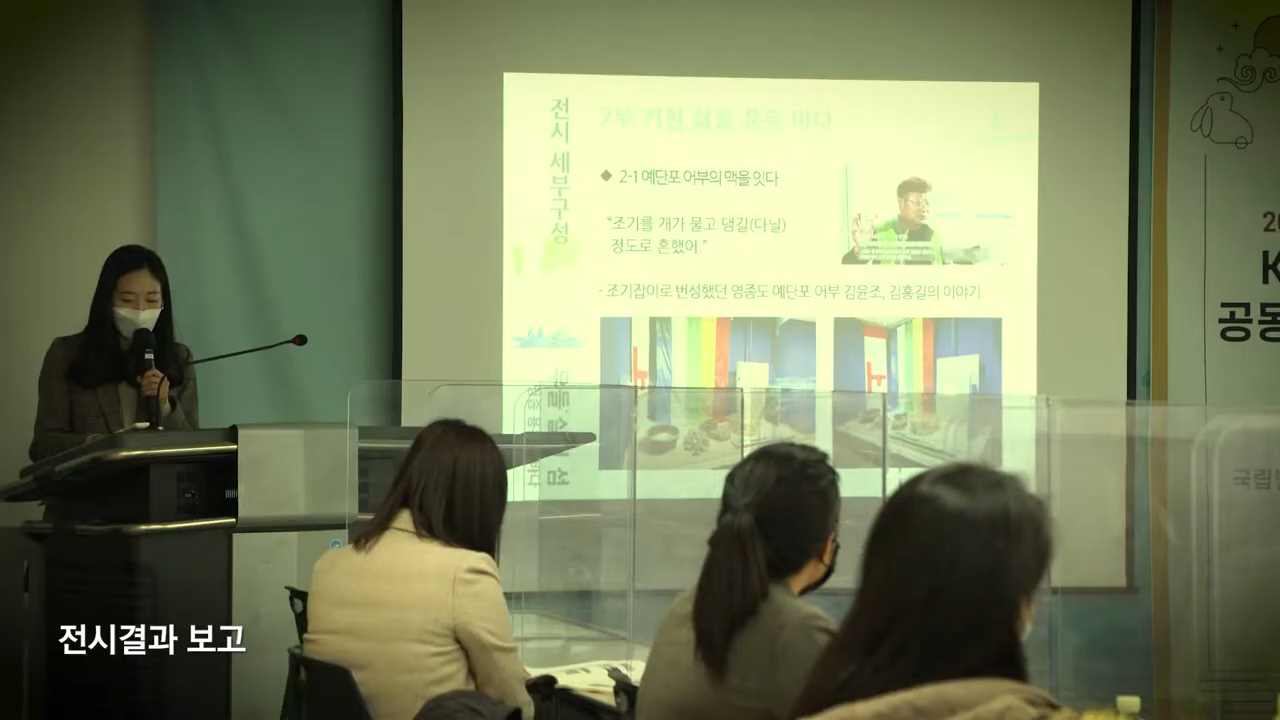 전시 세부구성
2부 기원 삶을 품은 바다
◆ 2-1 예단포 어부의 맥을 잇다
“조기를 개가 물고 댕길(다닐)
정도로 흔했어.”
- 조기잡이로 번성했던 영종도 예단포 어부 김윤조, 김홍길의 이야기
공동
국립
전시결과 보고